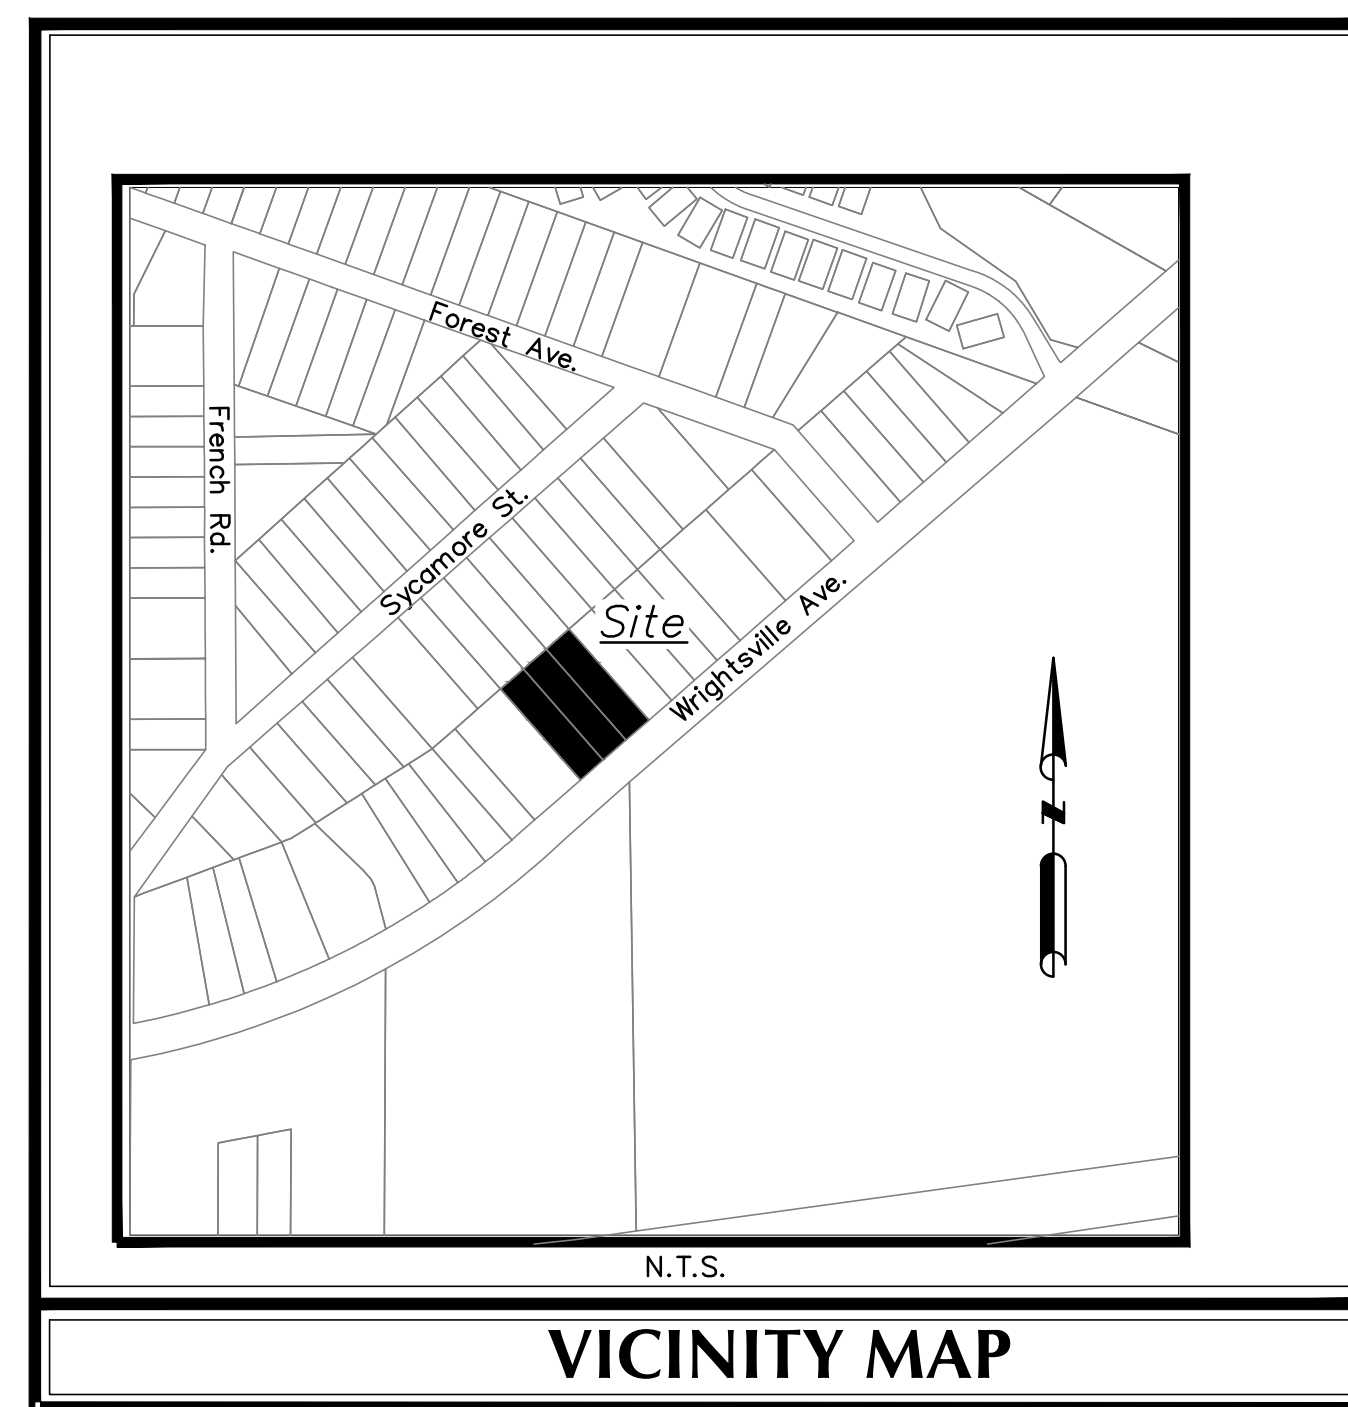 Forest Ave.
French Rd.
Sycamore St.
Site
Wrightsville Ave.
N
N.T.S.
VICINITY MAP